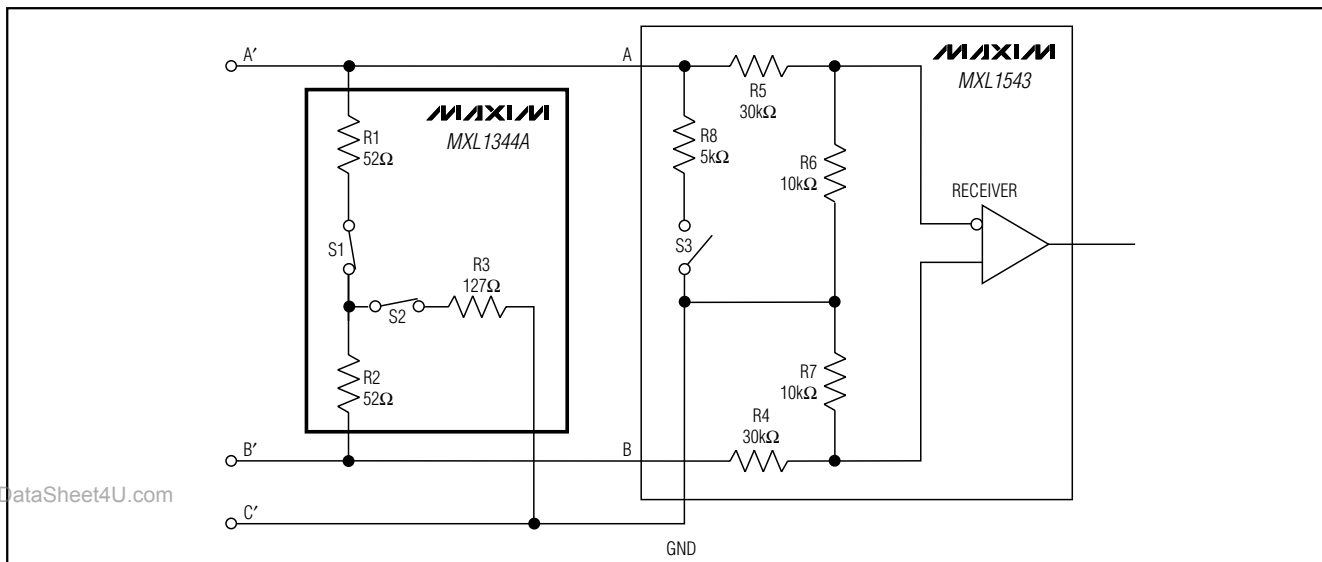 A′
A
MAXIM
MXL1543
R5
30kΩ
MAXIM
MXL1344A
R1
52Ω
R8
5kΩ
R6
10kΩ
RECEIVER
S1
S3
R3
127Ω
S2
R2
52Ω
R7
10kΩ
R4
30kΩ
B′
B
DataSheet4U.com
C′
GND